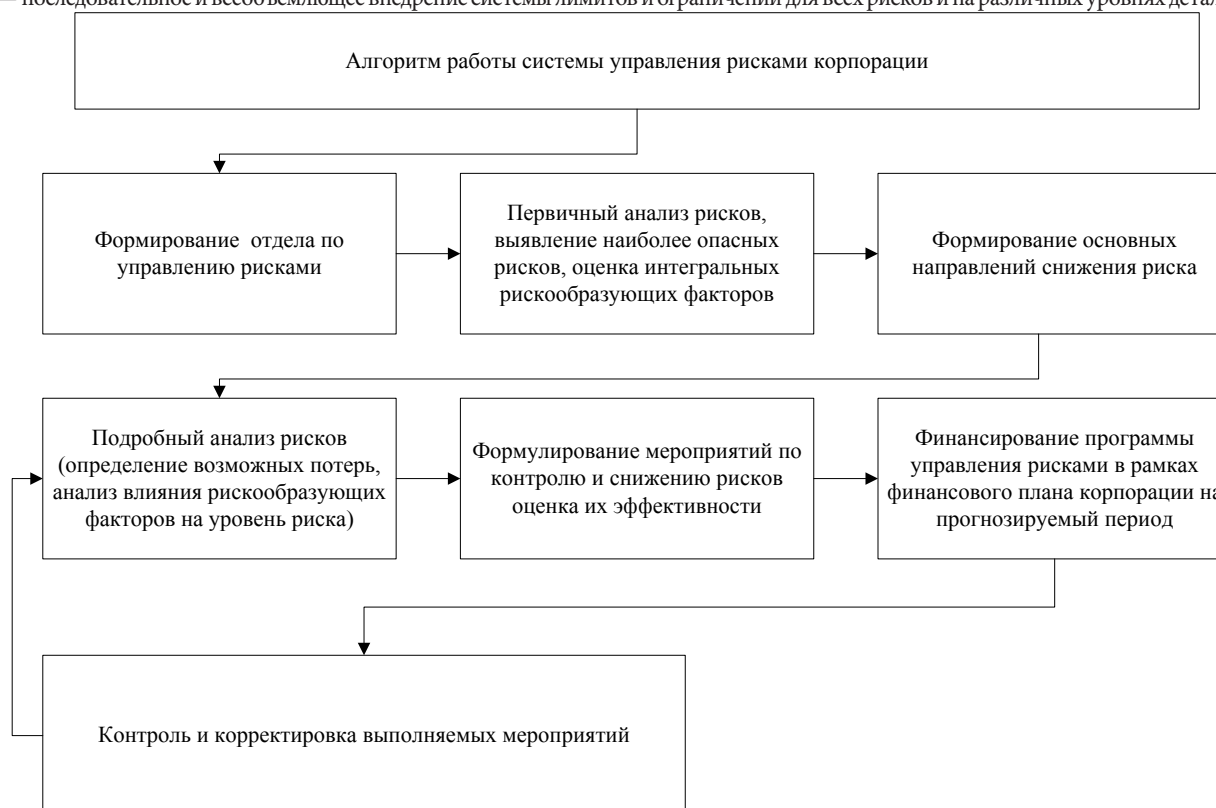 — последовательное и всеобъемлющее внедрение системы лимитов и ограничений для всех рисков и на различных уровнях
Алгоритм работы системы управления рисками корпорации
Формирование отдела по
управлению рисками
Первичный анализ рисков,
выявление наиболее опасных
рисков, оценка интегральных
рискообразующих факторов
Формирование основных
направлений снижения риска
Подробный анализ рисков
(определение возможных потерь,
анализ влияния рискообразующих
факторов на уровень риска)
Формулирование мероприятий по
контролю и снижению рисков
оценка их эффективности
Финансирование программы
управления рисками в рамках
финансового плана корпорации на
прогнозируемый период
Контроль и корректировка выполняемых мероприятий